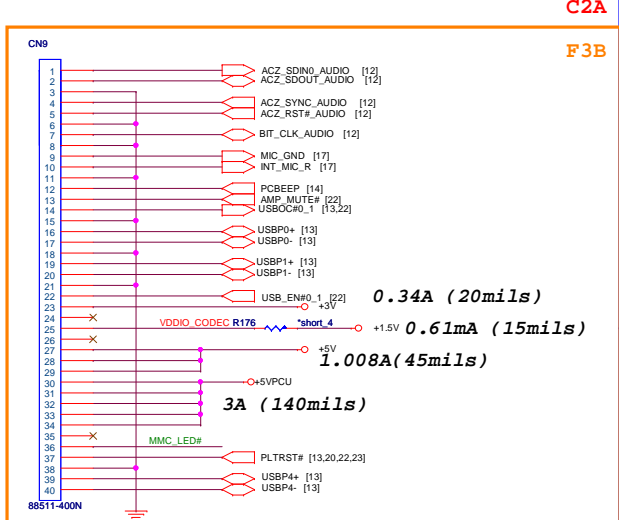 C2A
CN9
F3B
1 ACZ_SDIN0_AUDIO [12]
2 ACZ_SDOUT_AUDIO [12]
3
4 ACZ_SYNC_AUDIO [12]
5 ACZ_RST#_AUDIO [12]
6
7 BIT_CLK_AUDIO [12]
8
9 MIC_GND [17]
10 INT_MIC_R [17]
11
12 PCBEEP [14]
13 AMP_MUTE# [22]
14 USBOC#0_1 [13,22]
15
16 USBP0+ [13]
17 USBP0- [13]
18
19 USBP1+ [13]
20 USBP1- [13]
21
22 USB_EN#0_1 [22] 0.34A (20mils)
23 +3V
24
25 VDDIO_CODEC R176 *short_4 +1.5V 0.61mA (15mils)
26
27 +5V
28 1.008A(45mils)
29
30 +5VPCU
31
32 3A (140mils)
33
34
35
36 MMC_LED#
37 PLTRST# [13,20,22,23]
38
39 USBP4+ [13]
40 USBP4- [13]
88511-400N